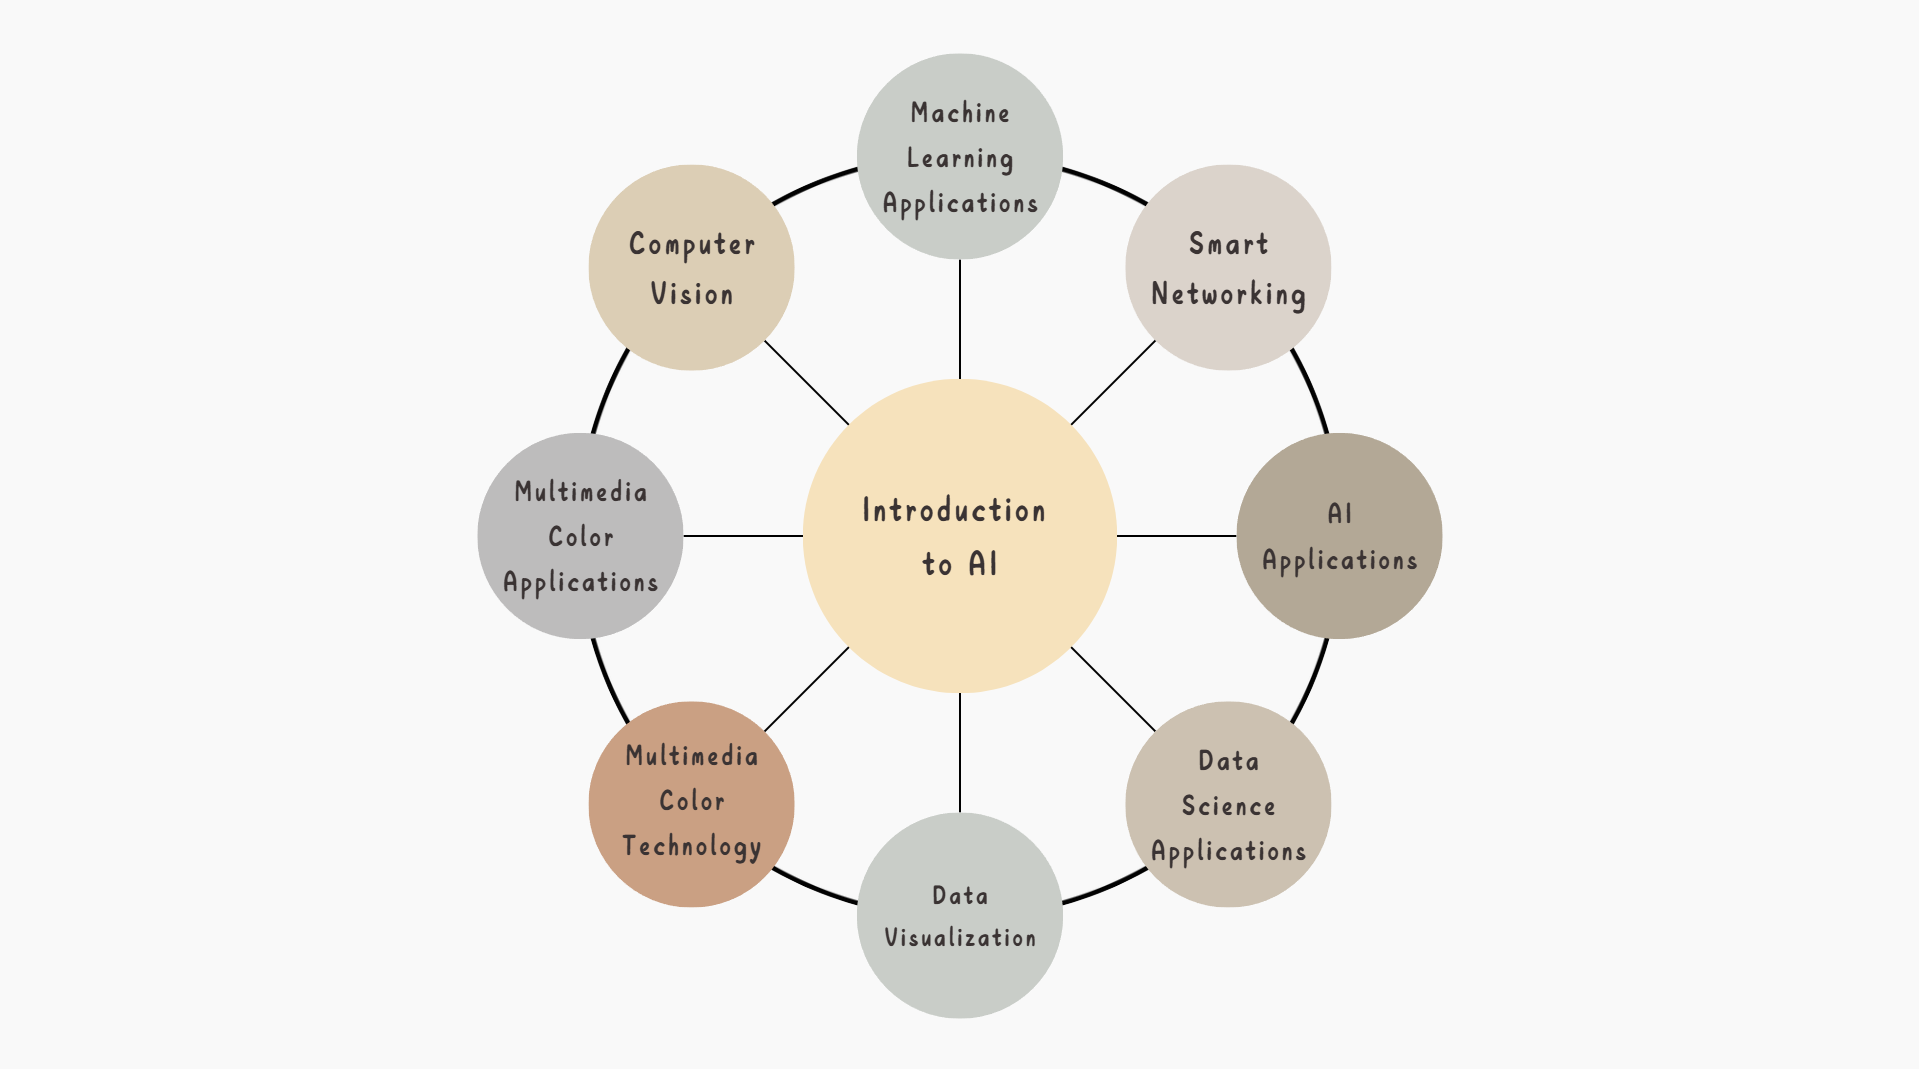 Machine
Learning
Applications
Smart
Networking
AI
Applications
Data
Science
Applications
Data
Visualization
Multimedia
Color
Technology
Multimedia
Color
Applications
Computer
Vision
Introduction
to AI